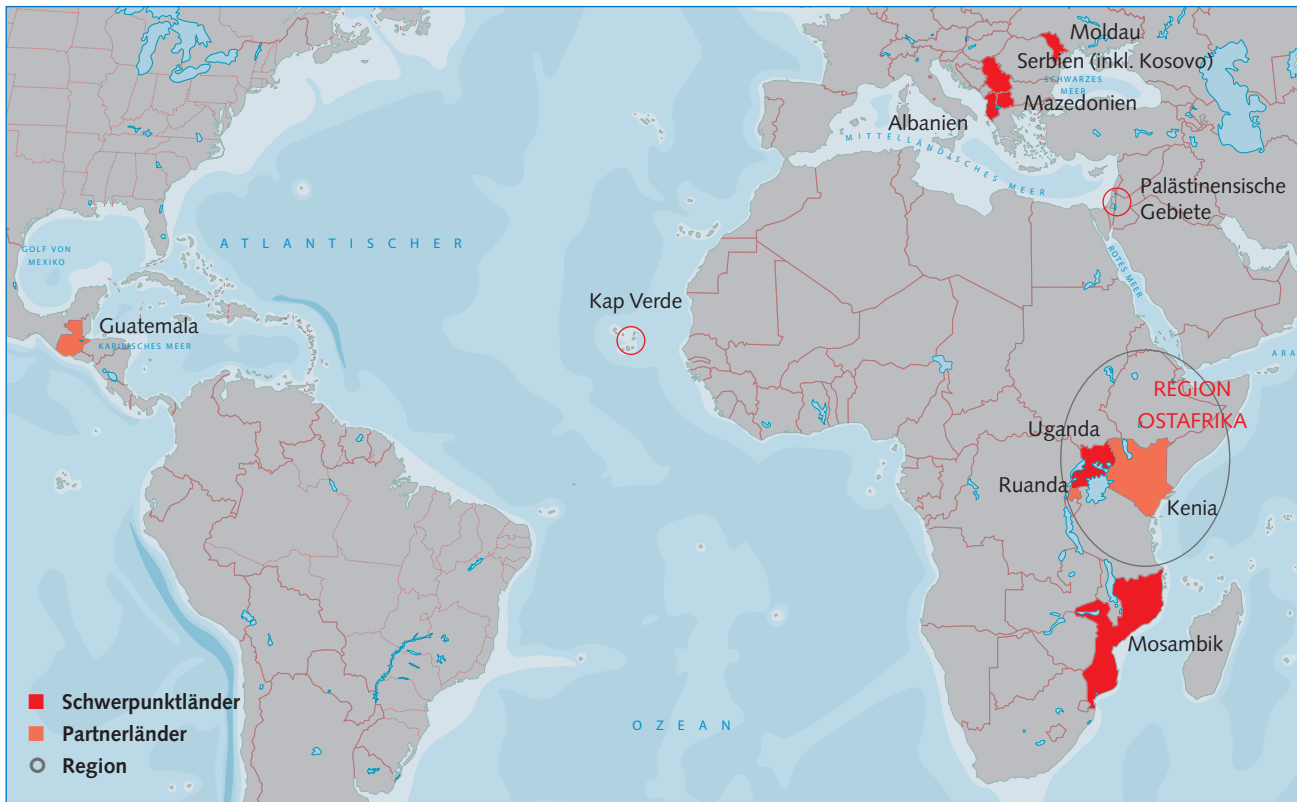 Moldau
Serbien (inkl. Kosovo)
SCHWARZES
MEER
Mazedonien
Albanien
MITTELLÄNDISCHES MEER
Palästinensische
Gebiete
ATLANTISCHER
GOLF VON
MEXIKO
ROTES MEER
Kap Verde
Guatemala
KARIBISCHES MEER
ARA
REGION
OSTAFRIKA
Uganda
Ruanda
Kenia
Mosambik
Schwerpunktländer
Partnerländer
Region
OZEAN